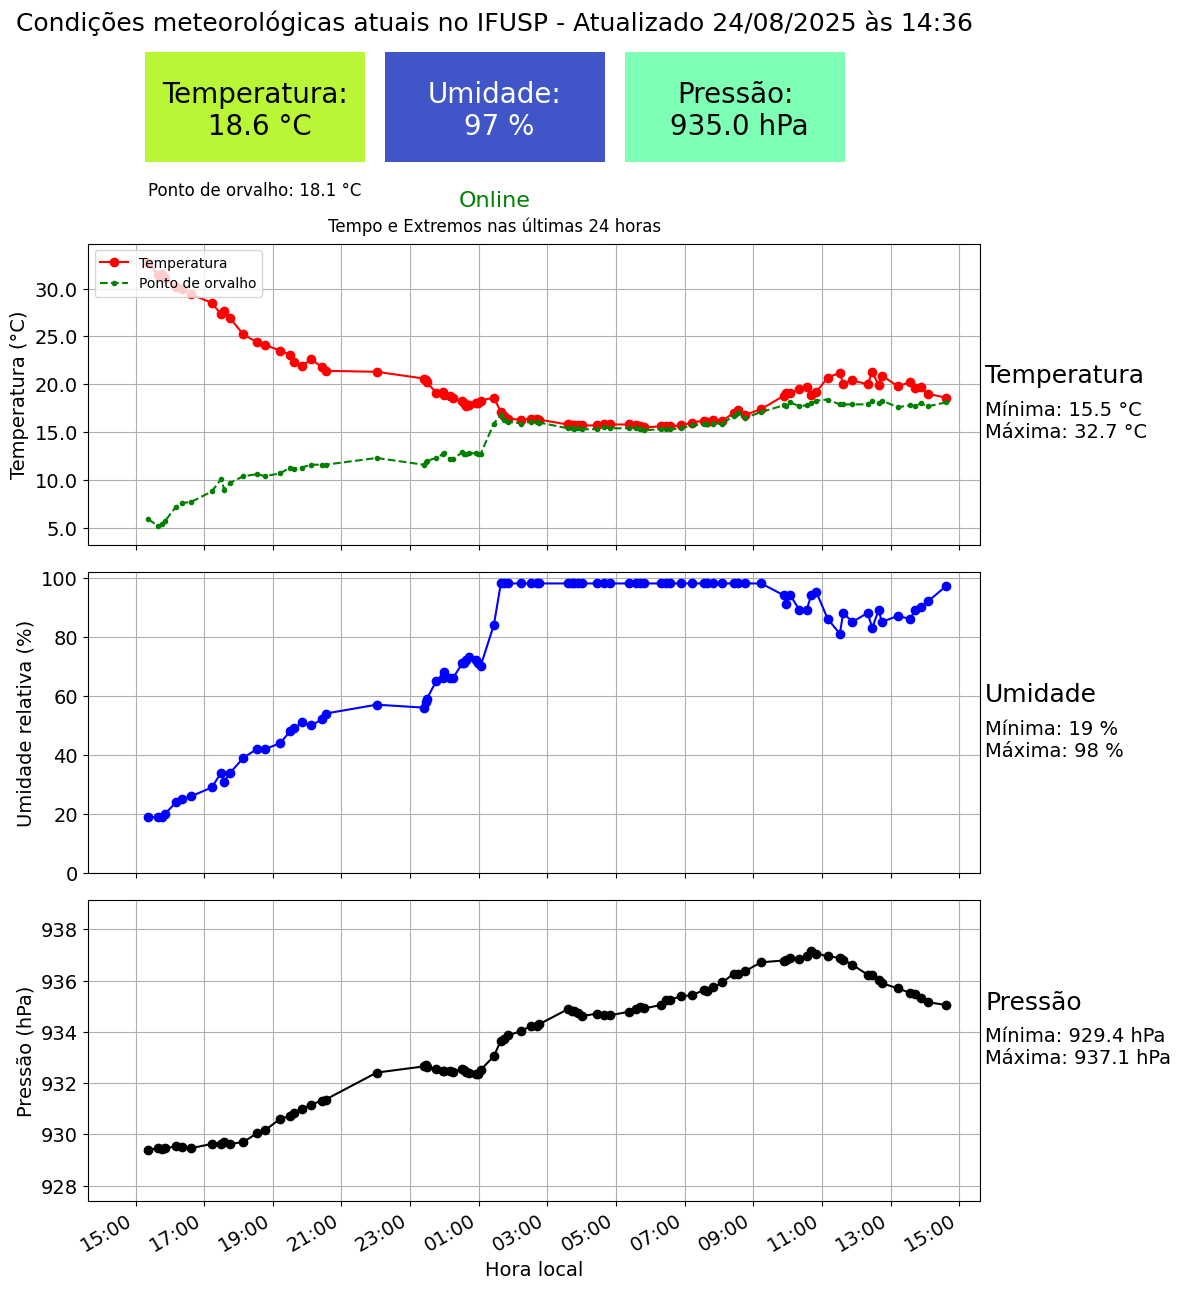 Condições meteorológicas atuais no IFUSP - Atualizado 24/08/2025 às 14:36
Temperatura:
18.6 °C
Umidade:
97 %
Pressão:
935.0 hPa
Ponto de orvalho: 18.1 °C
Online
Tempo e Extremos nas últimas 24 horas
Temperatura
Ponto de orvalho
Temperatura (°C)
30.0
25.0
20.0
15.0
10.0
5.0
Temperatura
Mínima: 15.5 °C
Máxima: 32.7 °C
Umidade relativa (%)
100
80
60
40
20
0
Umidade
Mínima: 19 %
Máxima: 98 %
Pressão (hPa)
938
936
934
932
930
928
Pressão
Mínima: 929.4 hPa
Máxima: 937.1 hPa
15:00 17:00 19:00 21:00 23:00 01:00 03:00 05:00 07:00 09:00 11:00 13:00 15:00
Hora local